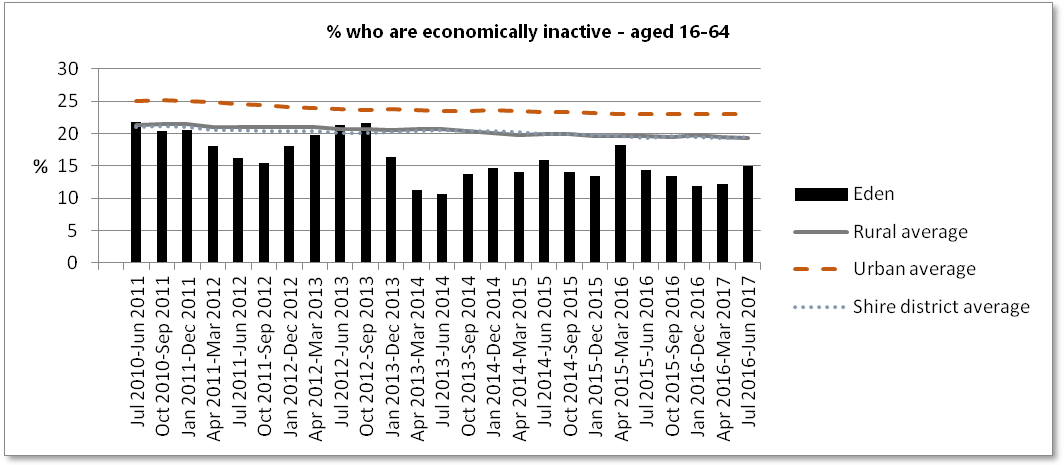 % who are economically inactive - aged 16-64
30
25
20
15
10
5
0
%
Jul 2010-Jun 2011
Oct 2010-Sep 2011
Jan 2011-Dec 2011
Apr 2011-Mar 2012
Jul 2011-Jun 2012
Oct 2011-Sep 2012
Jan 2012-Dec 2012
Apr 2012-Mar 2013
Jul 2012-Jun 2013
Oct 2012-Sep 2013
Jan 2013-Dec 2013
Apr 2013-Mar 2014
Jul 2013-Jun 2014
Oct 2013-Sep 2014
Jan 2014-Dec 2014
Apr 2014-Mar 2015
Jul 2014-Jun 2015
Oct 2014-Sep 2015
Jan 2015-Dec 2015
Apr 2015-Mar 2016
Jul 2015-Jun 2016
Oct 2015-Sep 2016
Jan 2016-Dec 2016
Apr 2016-Mar 2017
Jul 2016-Jun 2017
Eden
Rural average
Urban average
Shire district average